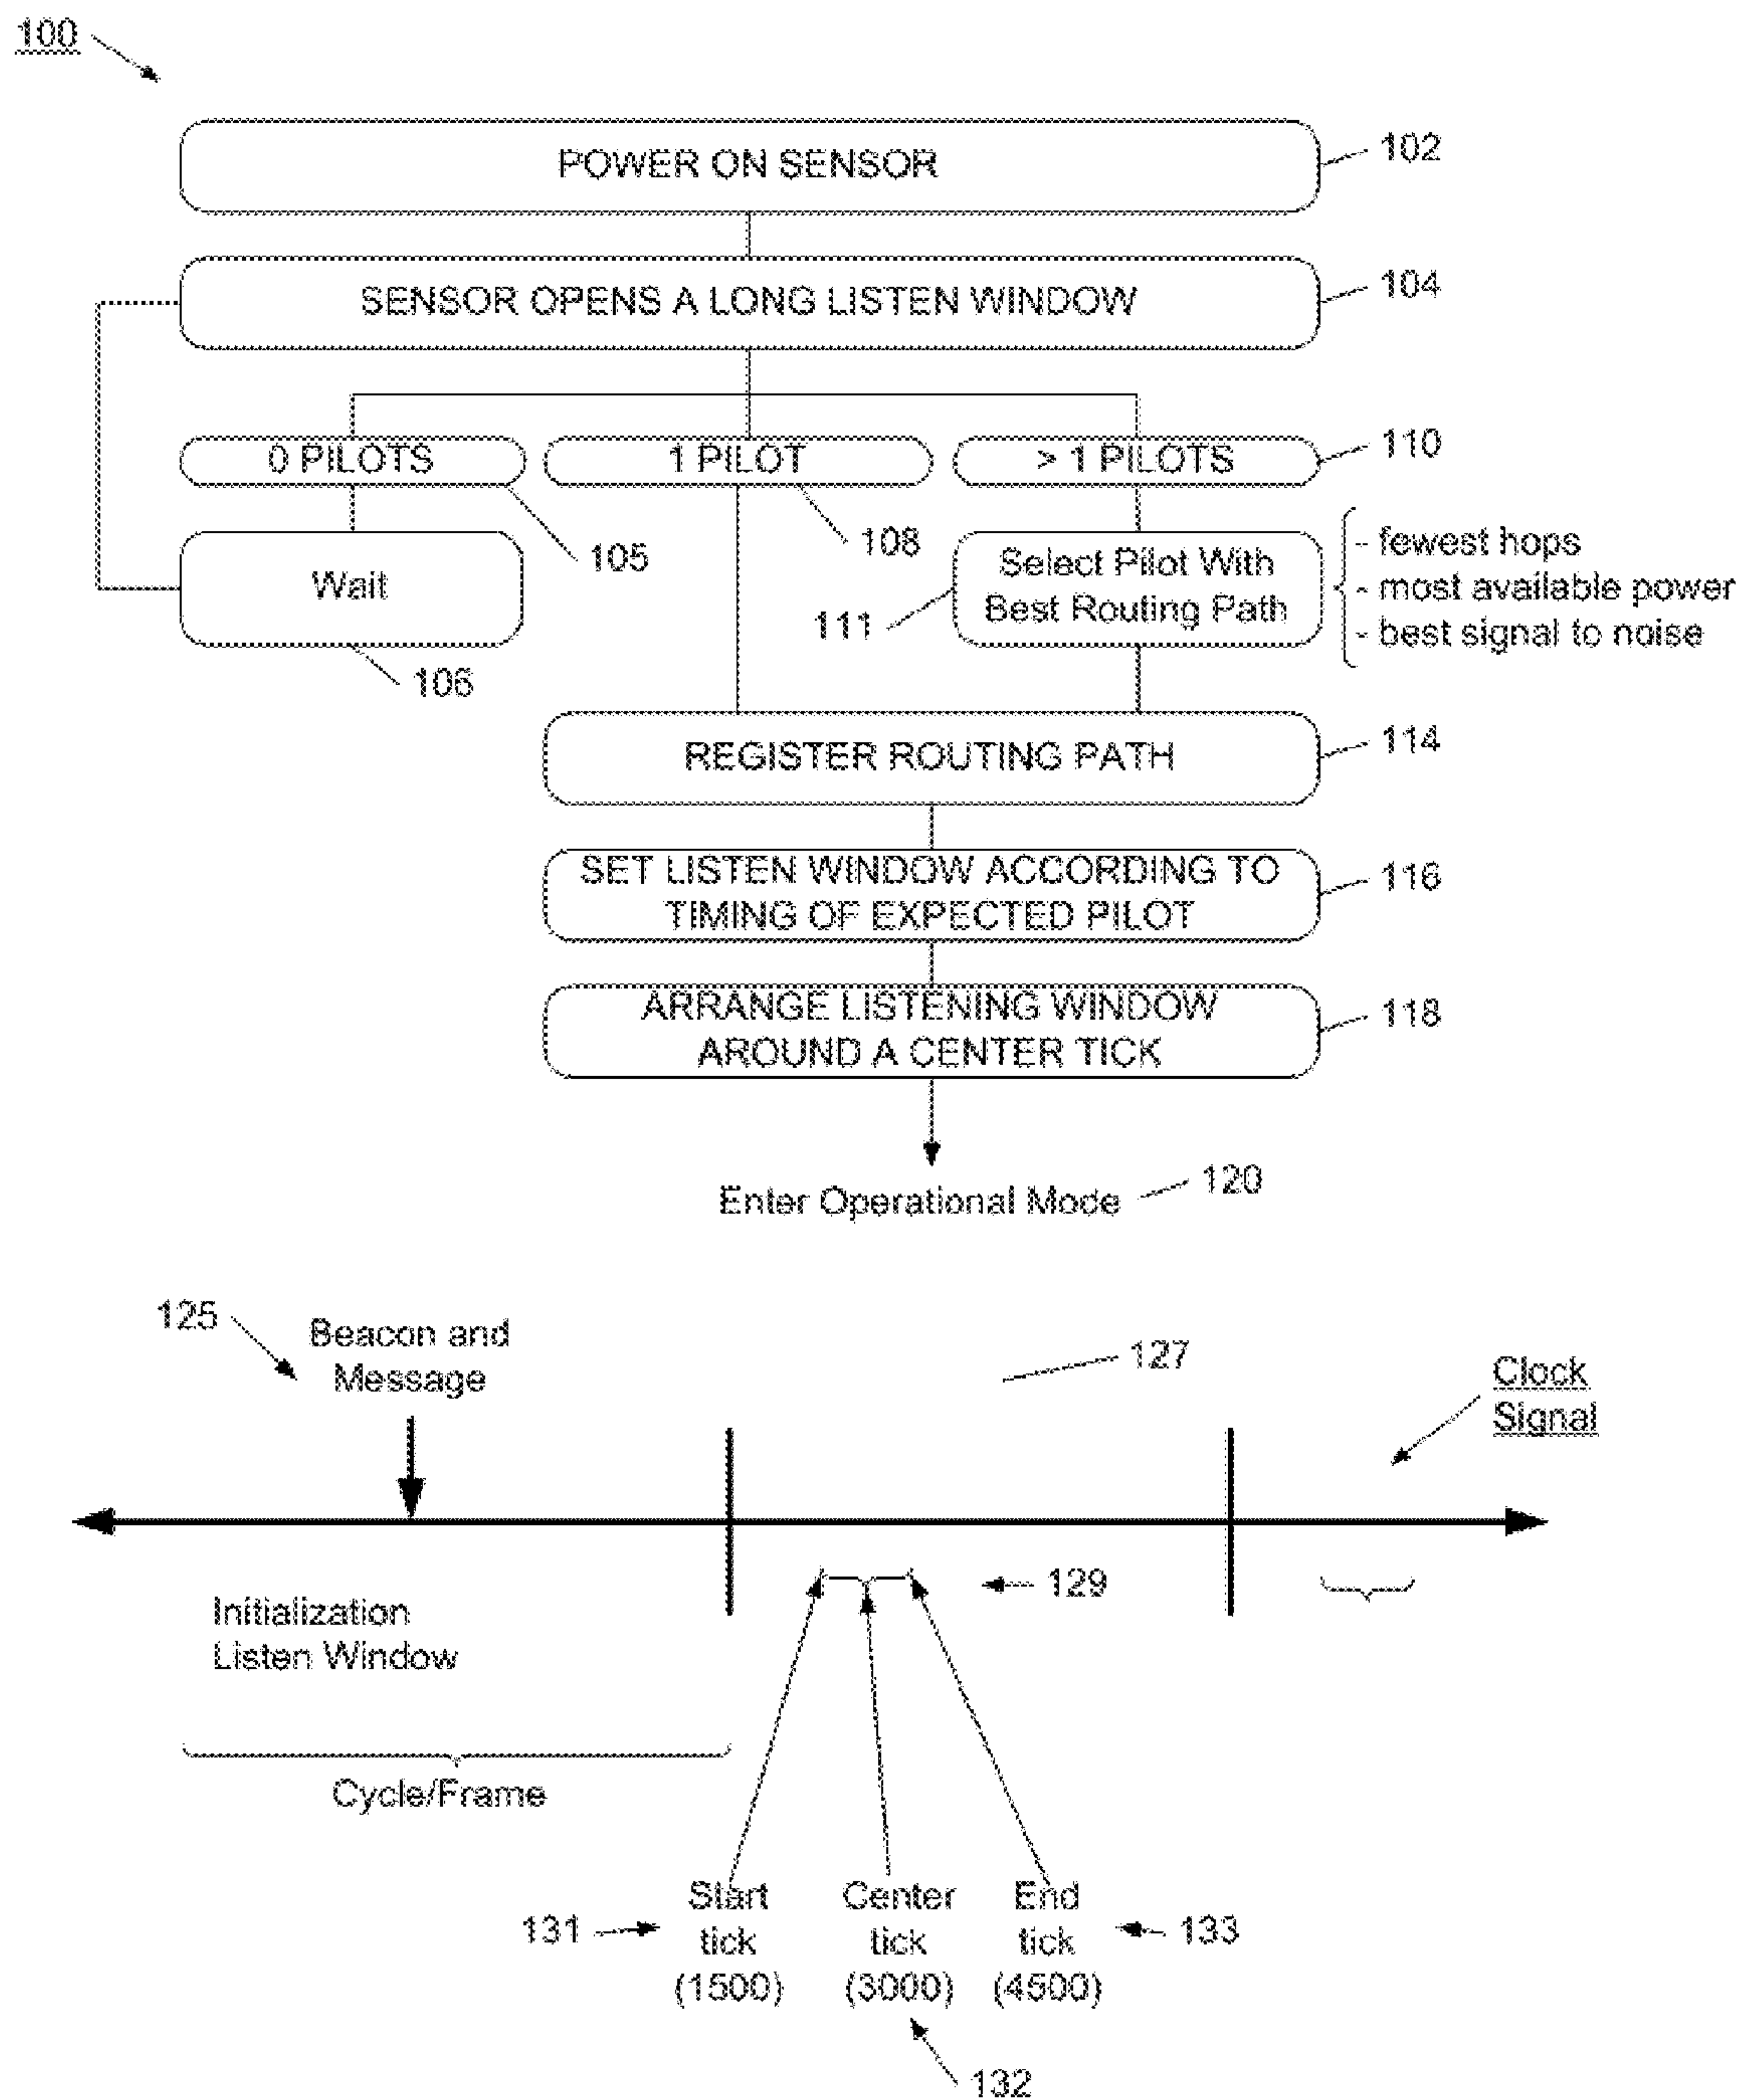 100
POWER ON SENSOR
102
SENSOR OPENS A LONG LISTEN WINDOW
104
0 PILOTS
1 PILOT
> 1 PILOTS
110
105
108
Wait
106
Select Pilot With
Best Routing Path
111
- fewest hops
- most available power
- best signal to noise
REGISTER ROUTING PATH
114
SET LISTEN WINDOW ACCORDING TO
TIMING OF EXPECTED PILOT
116
ARRANGE LISTENING WINDOW
AROUND A CENTER TICK
118
Enter Operational Mode
120
125
Beacon and
Message
127
Clock
Signal
129
Initialization
Listen Window
Cycle/Frame
131
Start
tick
(1500)
Center
tick
(3000)
End
tick
(4500)
133
132